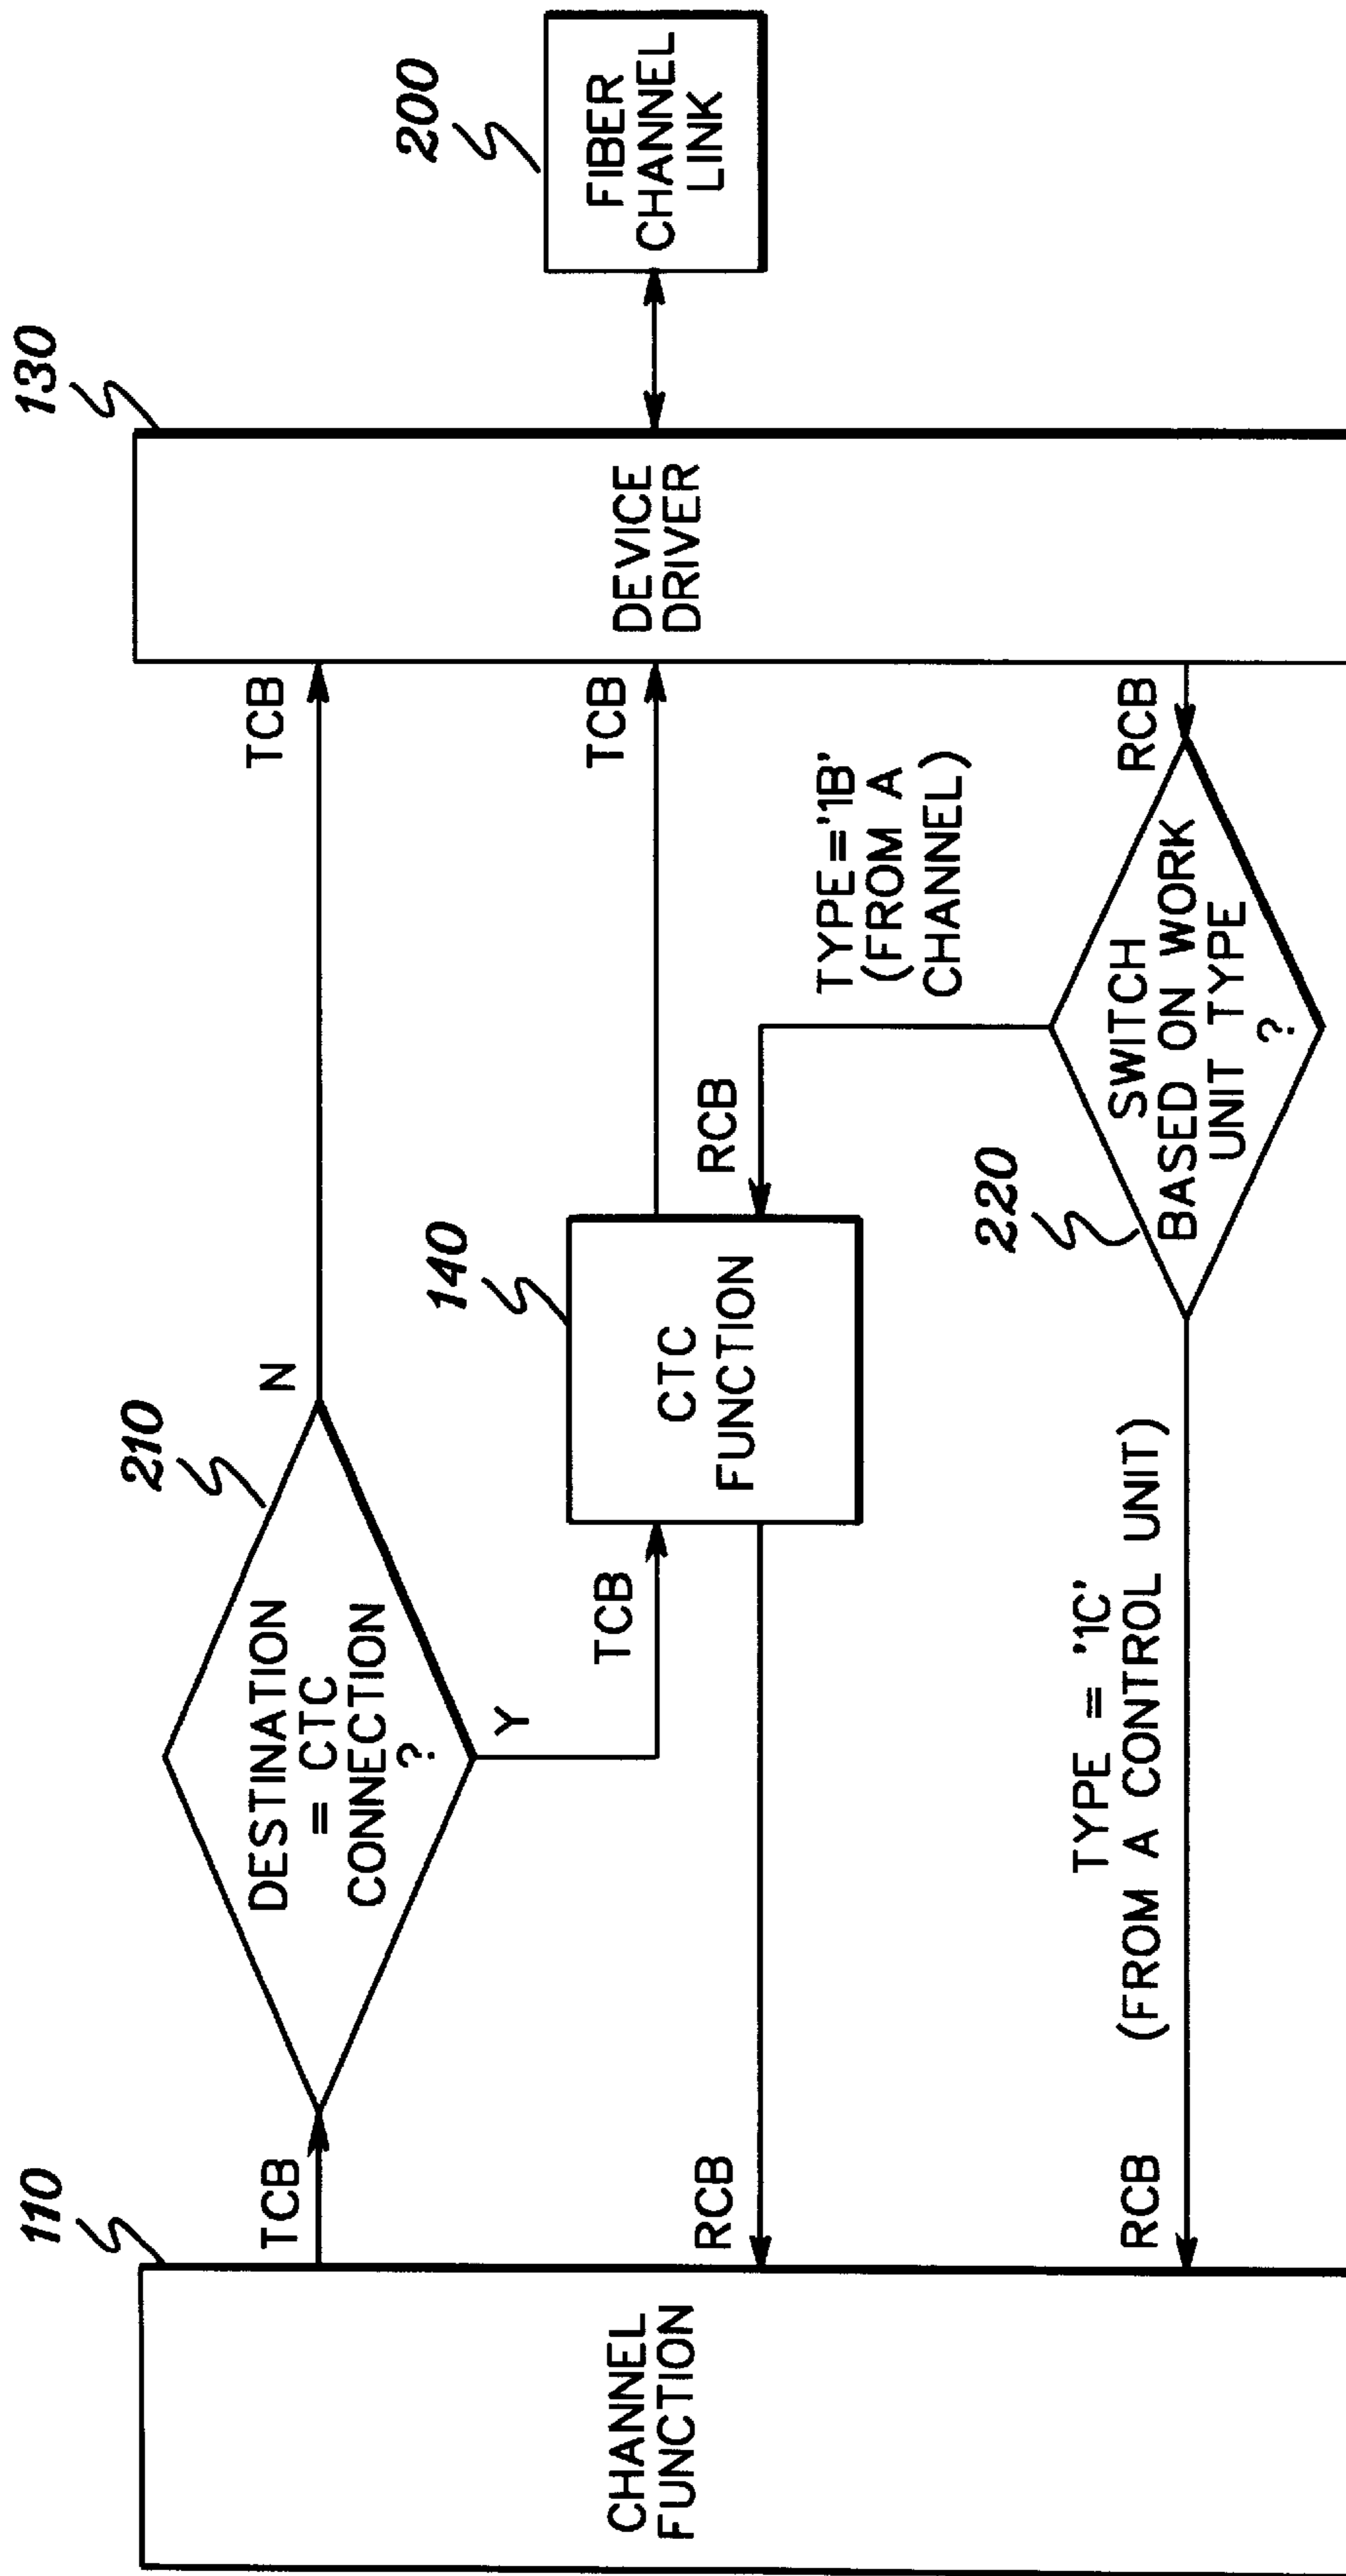 110
CHANNEL
FUNCTION
TCB
210
DESTINATION
= CTC
CONNECTION
?
N
Y
TCB
TCB
130
DEVICE
DRIVER
200
FIBER
CHANNEL
LINK
140
CTC
FUNCTION
TCB
RCB
RCB
TYPE='1B'
(FROM A
CHANNEL)
RCB
220
SWITCH
BASED ON WORK
UNIT TYPE
?
TYPE = '1C'
(FROM A CONTROL UNIT)
RCB